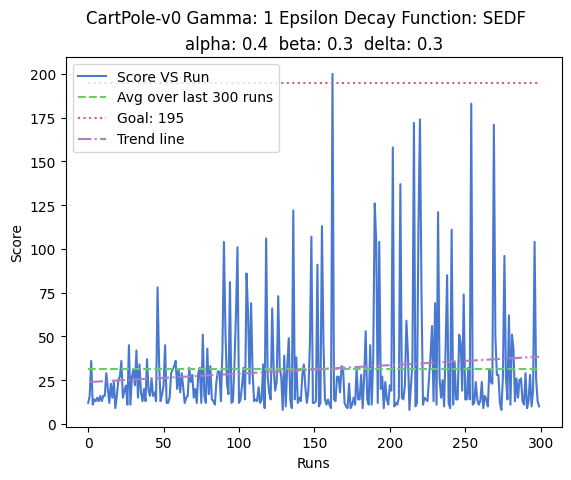 CartPole-v0 Gamma: 1 Epsilon Decay Function: SEDF
alpha: 0.4 beta: 0.3 delta: 0.3
Score VS Run
Avg over last 300 runs
Goal: 195
Trend line
Score
200
175
150
125
100
75
50
25
0
0 50 100 150 200 250 300
Runs